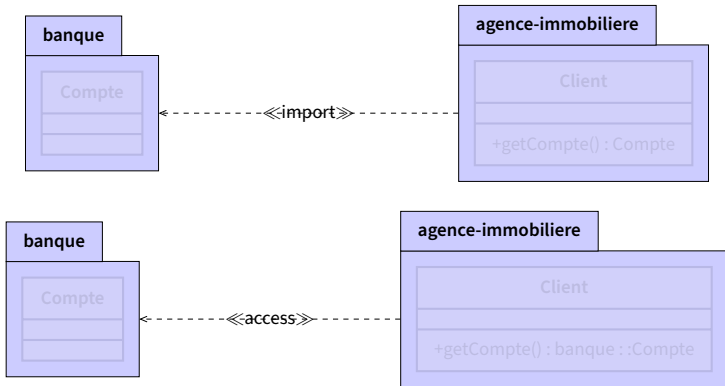 banque
agence-immobiliere
Compte
Client
≪import≫
+getCompte() : Compte
banque
agence-immobiliere
Compte
Client
≪access≫
+getCompte() : banque : :Compte